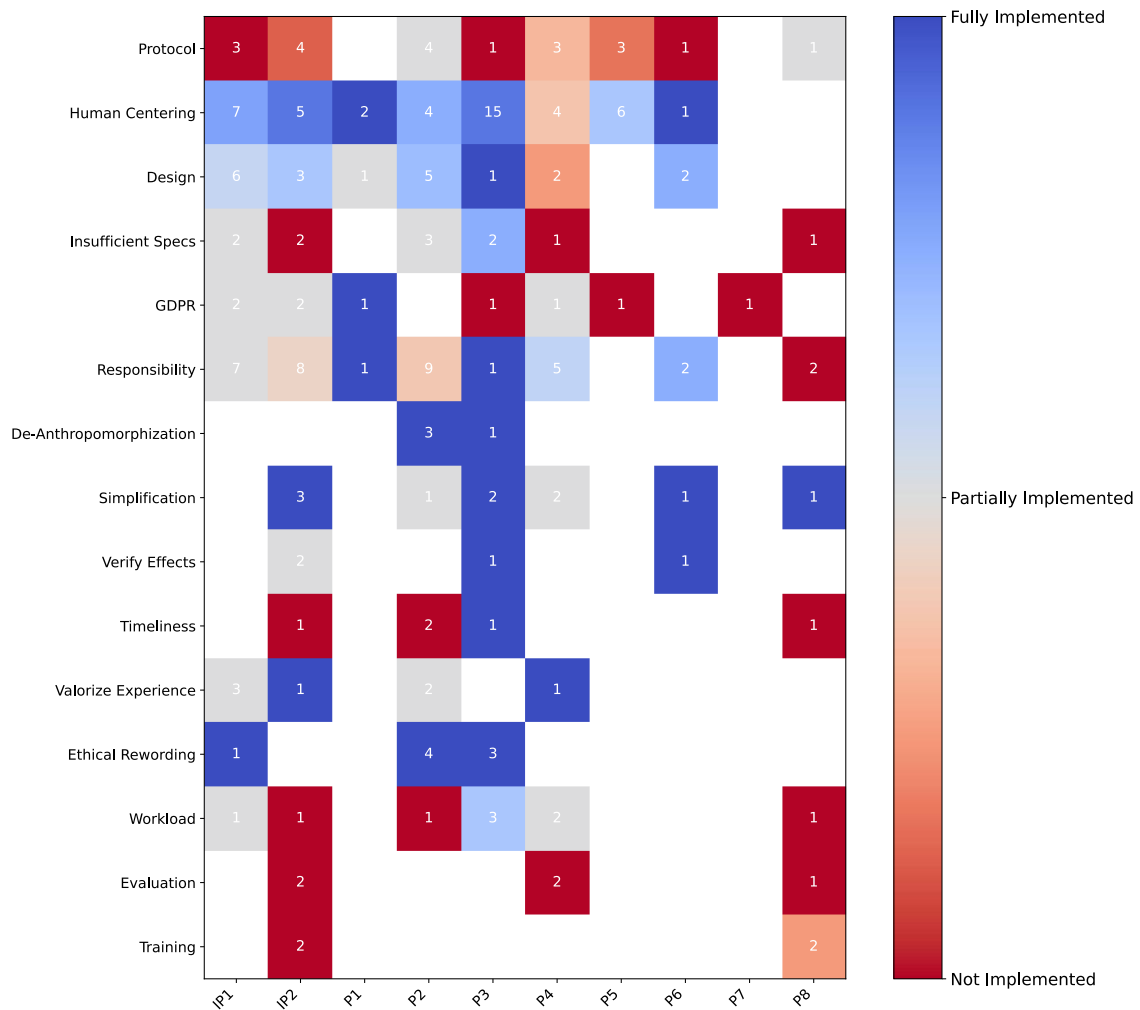 Protocol 3 4 4 1 3 3 1 1
Human Centering 7 5 2 4 15 4 6 1
Design 6 3 1 5 1 2 2
Insufficient Specs 2 2 3 2 1 1
GDPR 2 2 1 1 1 1 1
Responsibility 7 8 1 9 1 5 2 2
De-Anthropomorphization 3 1
Simplification 3 1 2 2 1 1
Verify Effects 2 1 1
Timeliness 1 2 1 1
Valorize Experience 3 1 2 1
Ethical Rewording 1 4 3
Workload 1 1 1 3 2 1
Evaluation 2 2 1
Training 2 2
IP1 IP2 P1 P2 P3 P4 P5 P6 P7 P8
Fully Implemented
Partially Implemented
Not Implemented